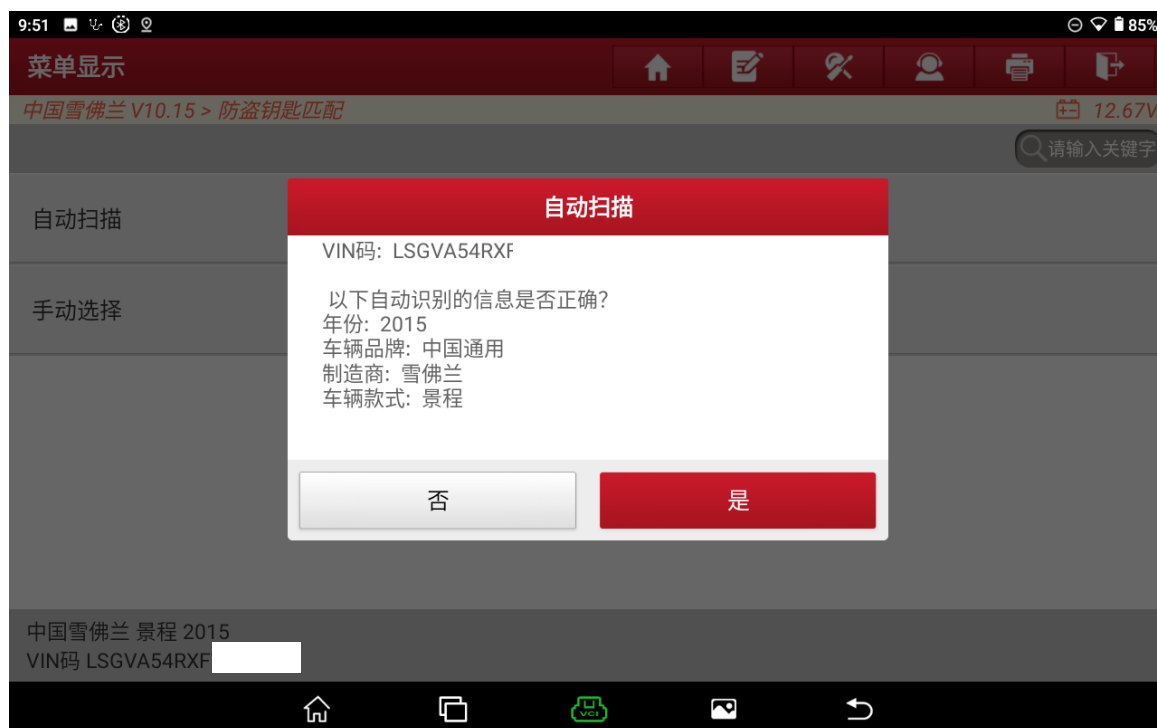 9:51
85%
菜单显示
中国雪佛兰 V10.15 > 防盗钥匙匹配
12.67V
请输入关键字
自动扫描
手动选择
自动扫描
VIN码: LSGVA54RXF
以下自动识别的信息是否正确?
年份: 2015
车辆品牌: 中国通用
制造商: 雪佛兰
车辆款式: 景程
否
是
中国雪佛兰 景程 2015
VIN码 LSGVA54RXF
VCI